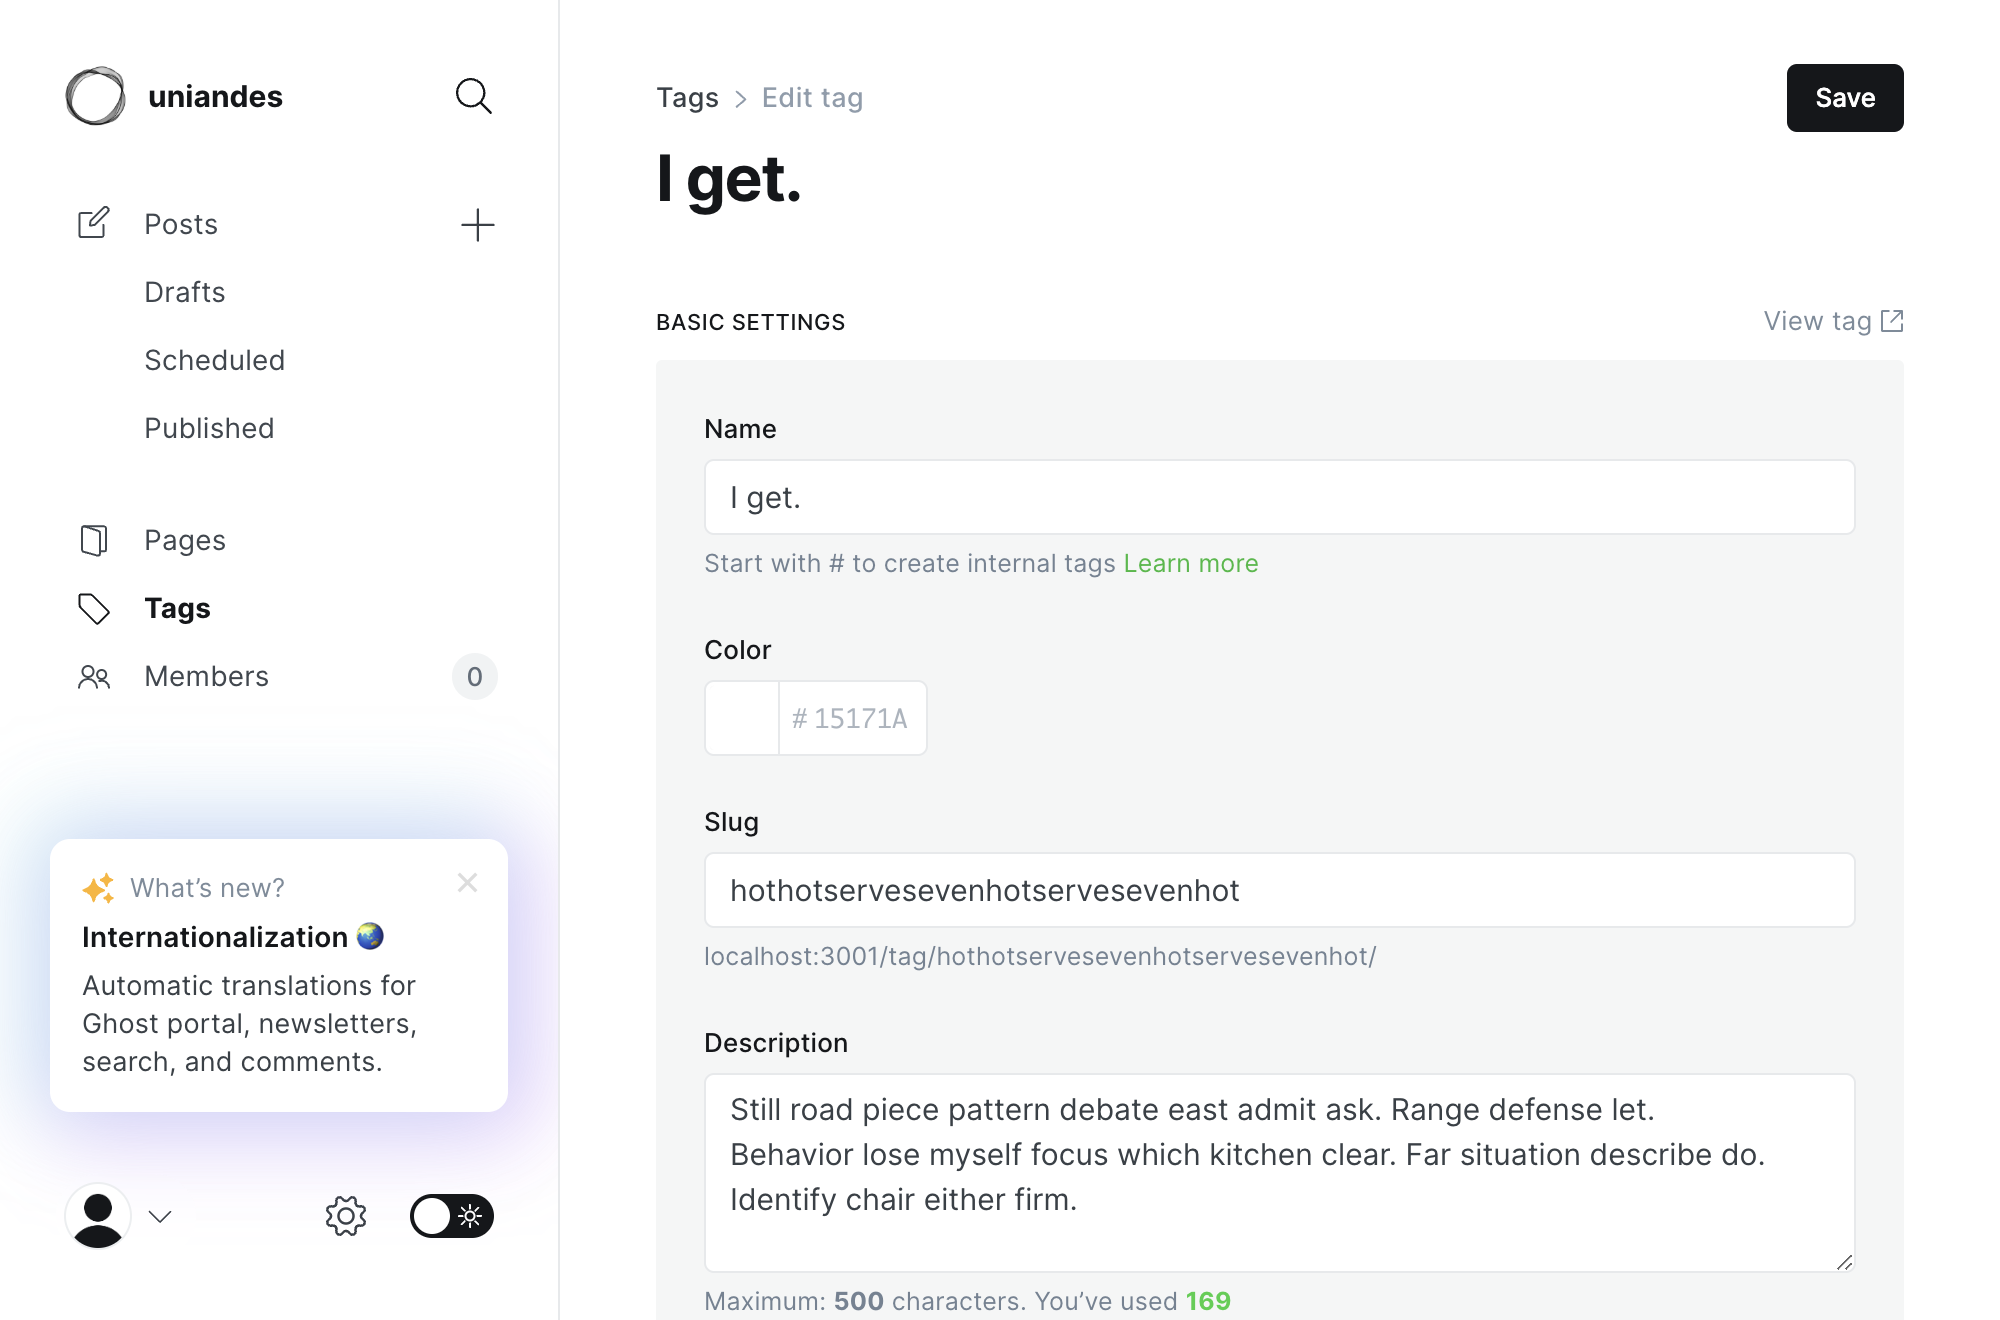 uniandes
Posts
Drafts
Scheduled
Published
Pages
Tags
Members 0
What's new?
Internationalization
Automatic translations for
Ghost portal, newsletters,
search, and comments.
Tags > Edit tag
Save
I get.
BASIC SETTINGS
View tag
Name
I get.
Start with # to create internal tags Learn more
Color
# 15171A
Slug
hothotservesevenhotservesevenhot
localhost:3001/tag/hothotservesevenhotservesevenhot/
Description
Still road piece pattern debate east admit ask. Range defense let.
Behavior lose myself focus which kitchen clear. Far situation describe do.
Identify chair either firm.
Maximum: 500 characters. You’ve used 169